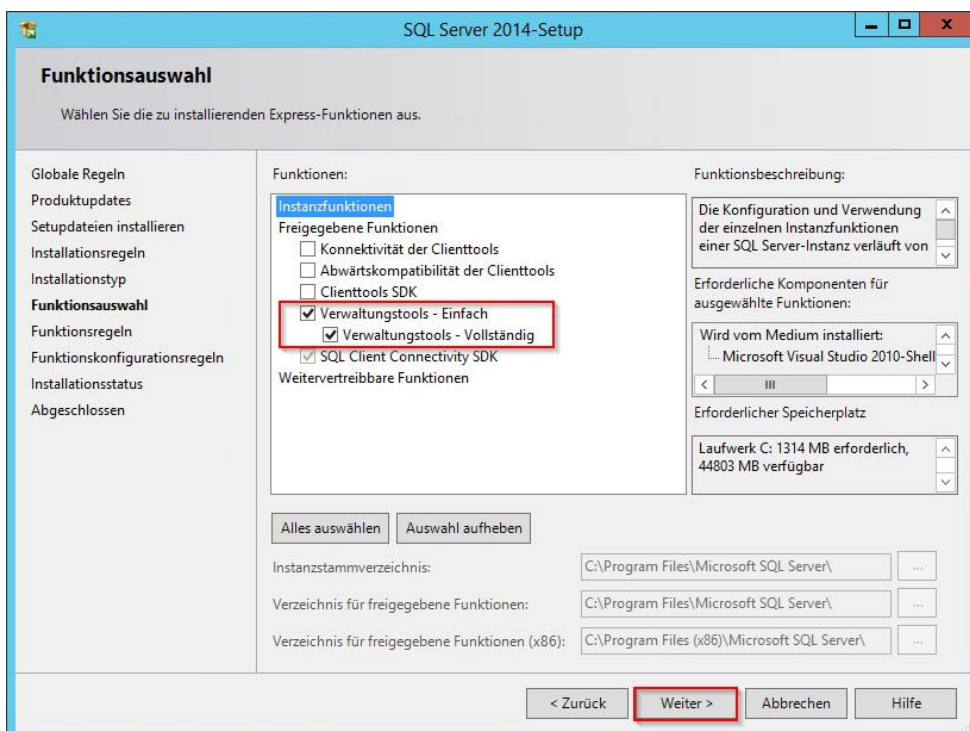 SQL Server 2014-Setup
Funktionsauswahl
Wählen Sie die zu installierenden Express-Funktionen aus.
Globale Regeln
Produktupdates
Setupdateien installieren
Installationsregeln
Installationstyp
Funktionsauswahl
Funktionsregeln
Funktionskonfigurationsregeln
Installationsstatus
Abgeschlossen
Funktionen:
Instanzfunktionen
Freigegebene Funktionen
Konnektivität der Clienttools
Abwärtskompatibilität der Clienttools
Clienttools SDK
Verwaltungstools - Einfach
Verwaltungstools - Vollständig
SQL Client Connectivity SDK
Weitervertreibbare Funktionen
Funktionsbeschreibung:
Die Konfiguration und Verwendung
der einzelnen Instanzfunktionen
einer SQL Server-Instanz verläuft von
Erforderliche Komponenten für
ausgewählte Funktionen:
Wird vom Medium installiert:
Microsoft Visual Studio 2010-Shell
Erforderlicher Speicherplatz
Laufwerk C: 1314 MB erforderlich,
44803 MB verfügbar
Alles auswählen
Auswahl aufheben
Instanzstammverzeichnis:
C:\Program Files\Microsoft SQL Server\
...
Verzeichnis für freigegebene Funktionen:
C:\Program Files\Microsoft SQL Server\
...
Verzeichnis für freigegebene Funktionen (x86):
C:\Program Files (x86)\Microsoft SQL Server\
...
< Zurück
Weiter >
Abbrechen
Hilfe